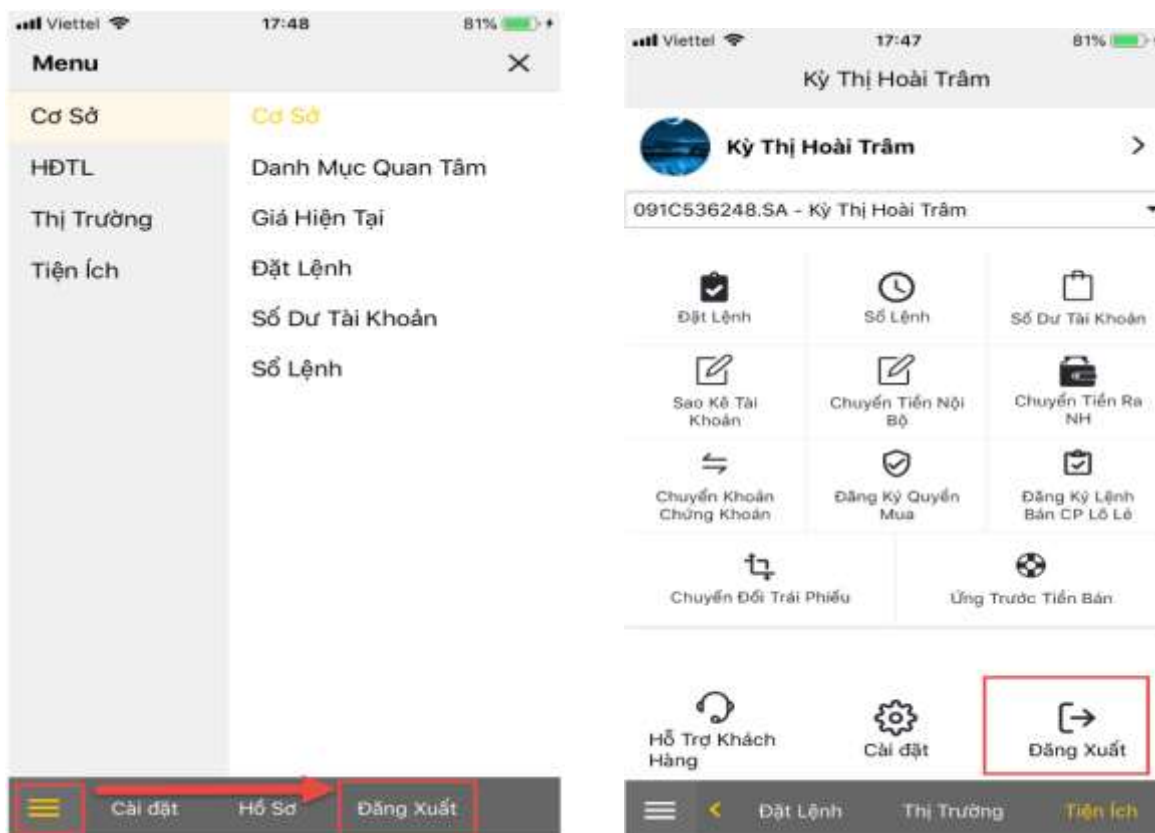 Viettel 17:48 81%
Menu
Cơ Sở
HĐTL
Thị Trường
Tiện Ích
Cơ Sở
Danh Mục Quan Tâm
Giá Hiện Tại
Đặt Lệnh
Số Dư Tài Khoản
Sổ Lệnh
Cài đặt Hồ Sơ Đăng Xuất
Viettel 17:47 81%
Kỳ Thị Hoài Trâm
Kỳ Thị Hoài Trâm
091C536248.SA - Kỳ Thị Hoài Trâm
Đặt Lệnh Sổ Lệnh Số Dư Tài Khoản
Sao Kê Tài Chuyển Tiền Nội Chuyển Tiền Ra
Khoản Bộ NH
Chuyển Khoản Đăng Ký Quyền Đăng Ký Lệnh
Chứng Khoán Mua Bán CP Lô Lẻ
Chuyển Đổi Trái Phiếu Ứng Trước Tiền Bán
Hỗ Trợ Khách Cài đặt Đăng Xuất
Hàng
Đặt Lệnh Thị Trường Tiện Ích